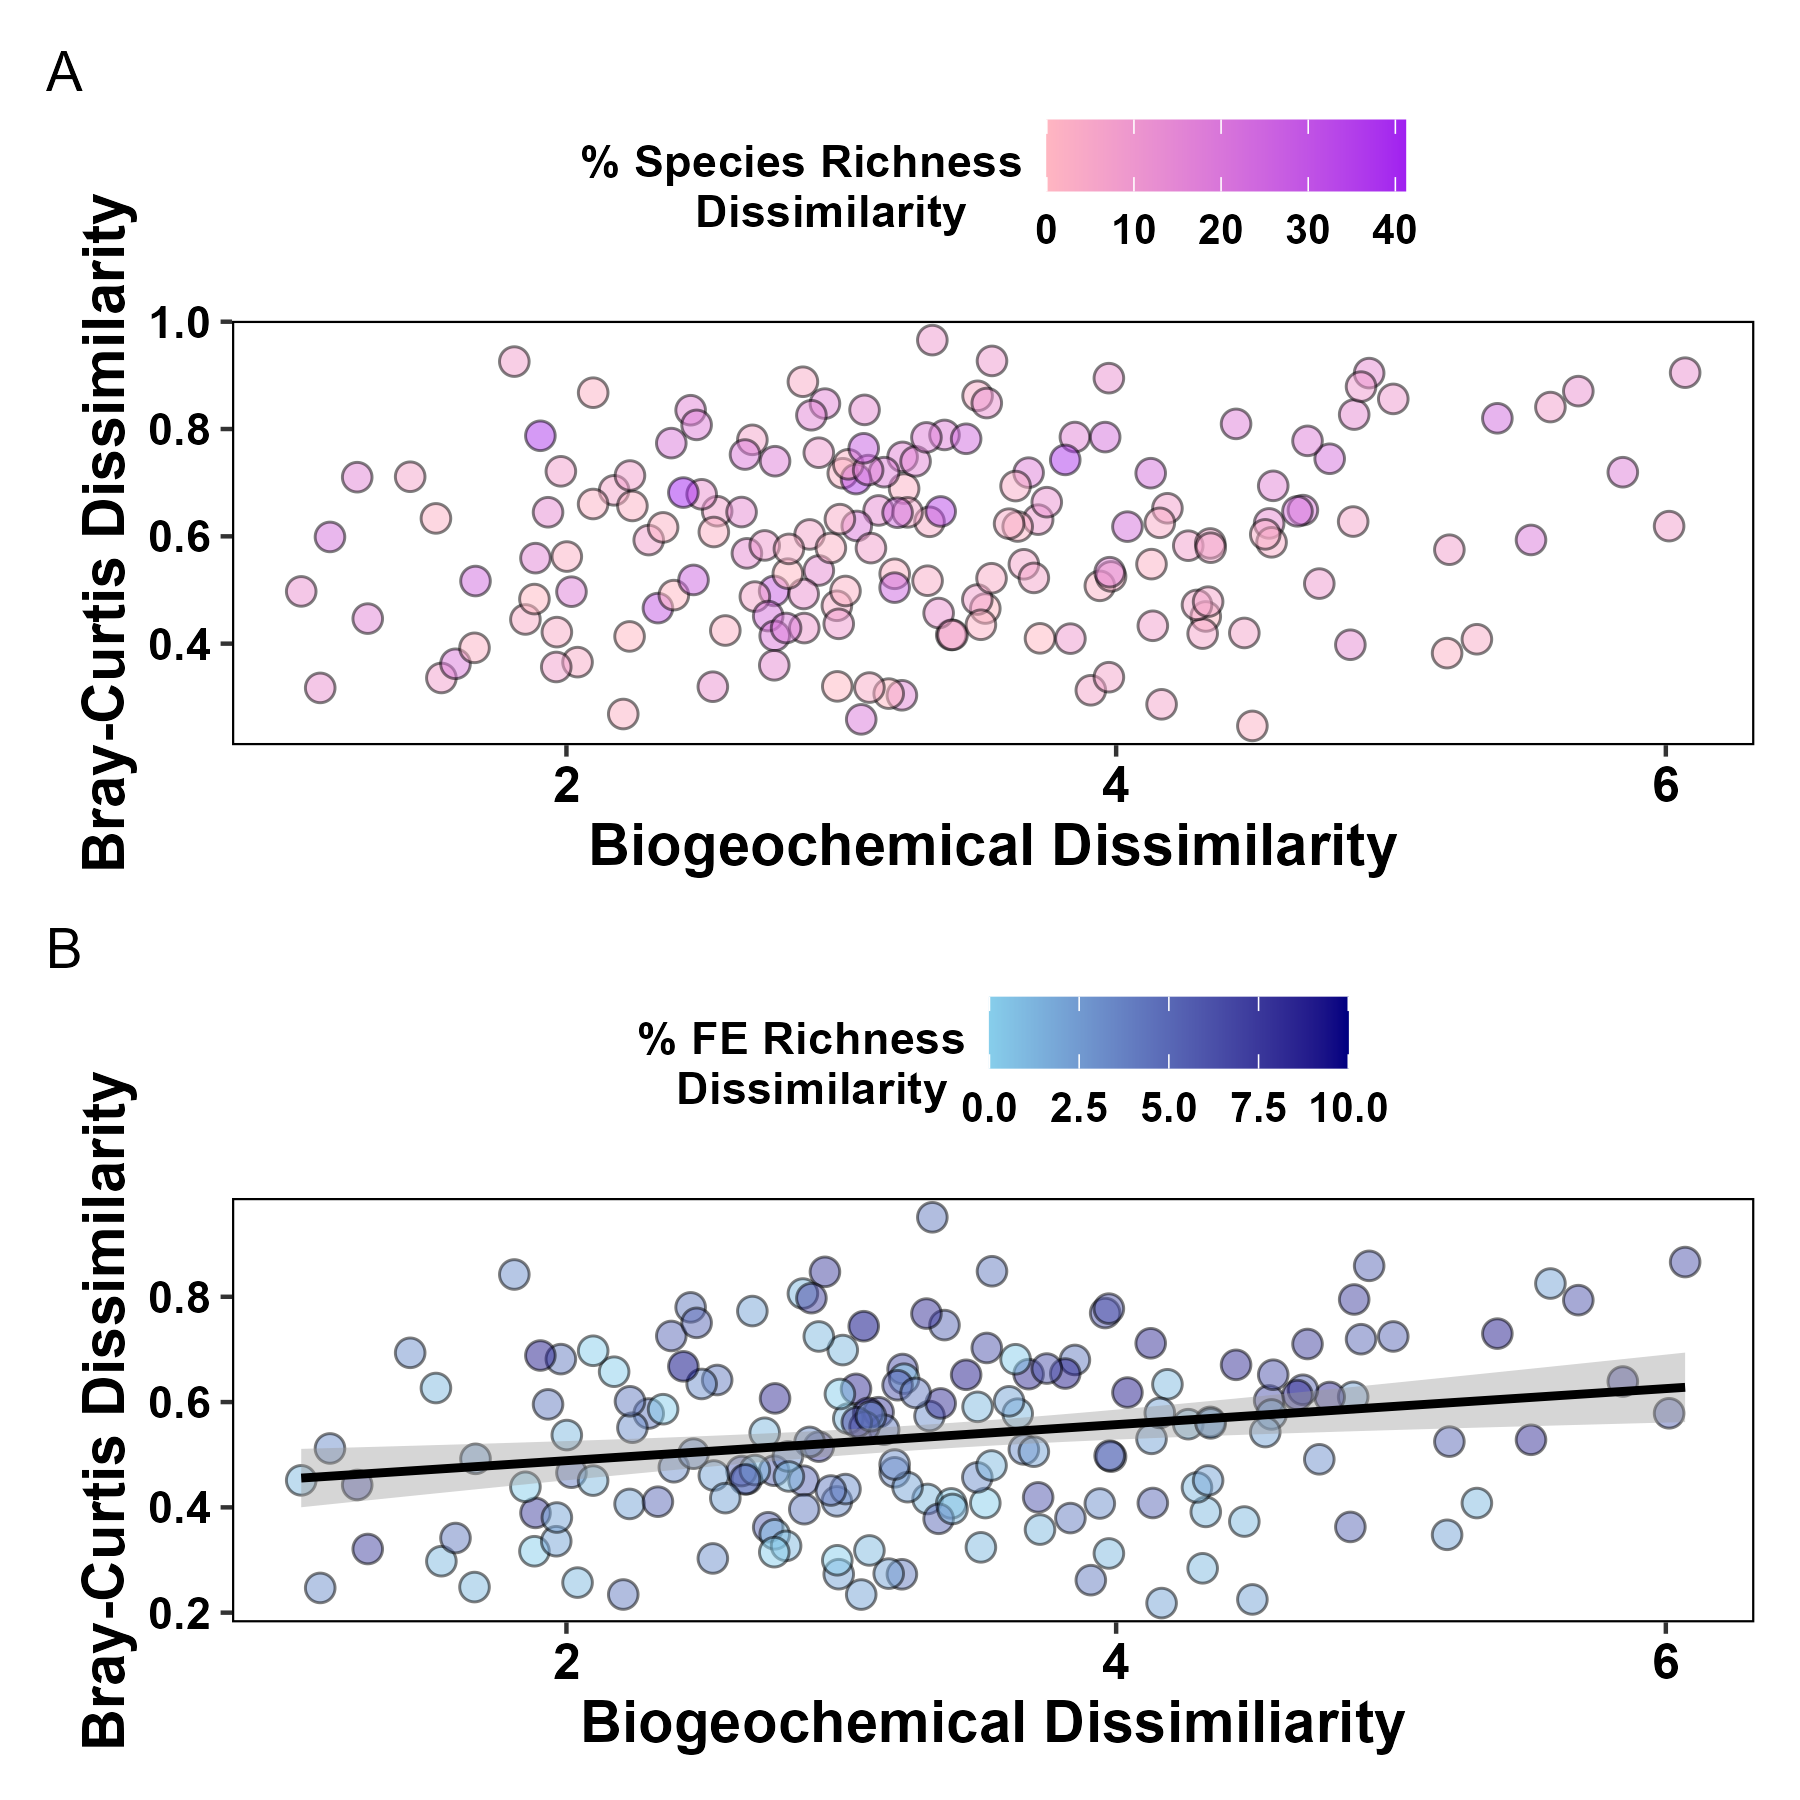 A
% Species Richness
Dissimilarity
0 10 20 30 40
Bray-Curtis Dissimilarity
1.0
0.8
0.6
0.4
2 4 6
Biogeochemical Dissimilarity
B
% FE Richness
Dissimilarity
0.0 2.5 5.0 7.5 10.0
Bray-Curtis Dissimilarity
0.8
0.6
0.4
0.2
2 4 6
Biogeochemical Dissimiliarity